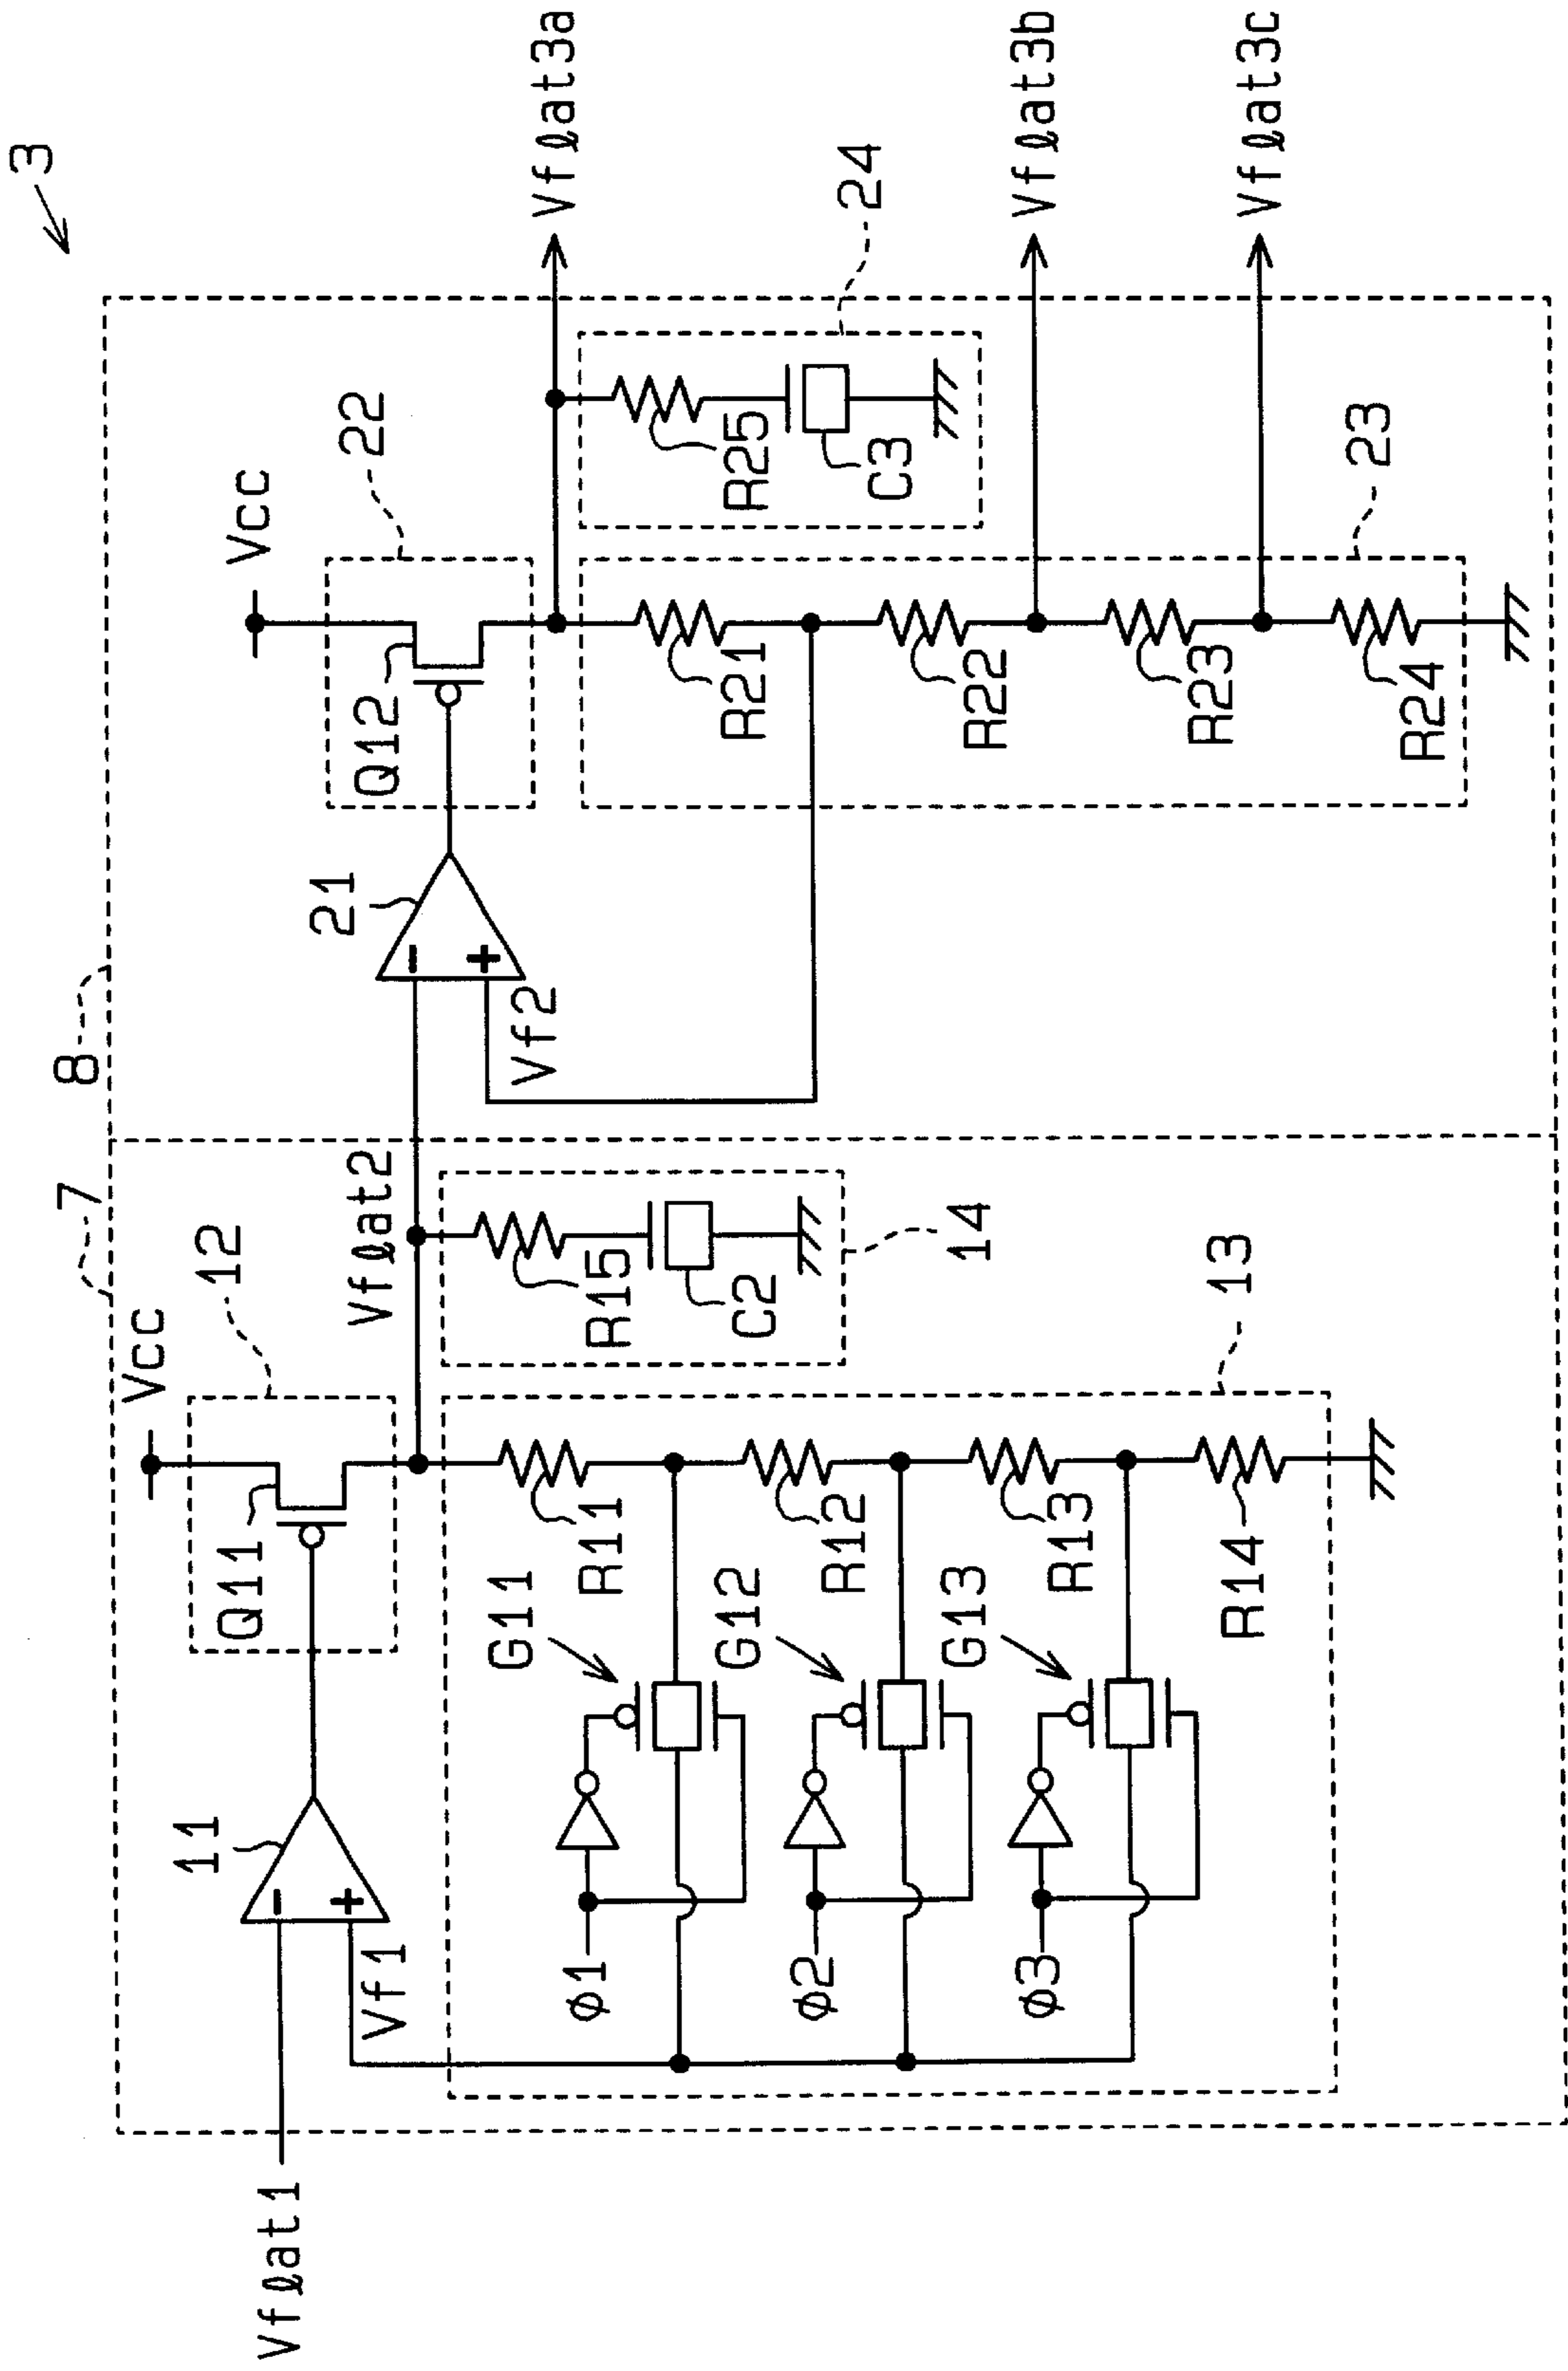 3
8
7
Vcc
12
Q11
11
Vfℓat1
Vf1
Vfℓat2
R15
C2
14
13
R11
R12
R13
R14
G11
G12
G13
φ1
φ2
φ3
Vcc
22
Q12
21
Vf2
R21
R22
R23
R24
23
R25
C3
24
Vfℓat3a
Vfℓat3b
Vfℓat3c